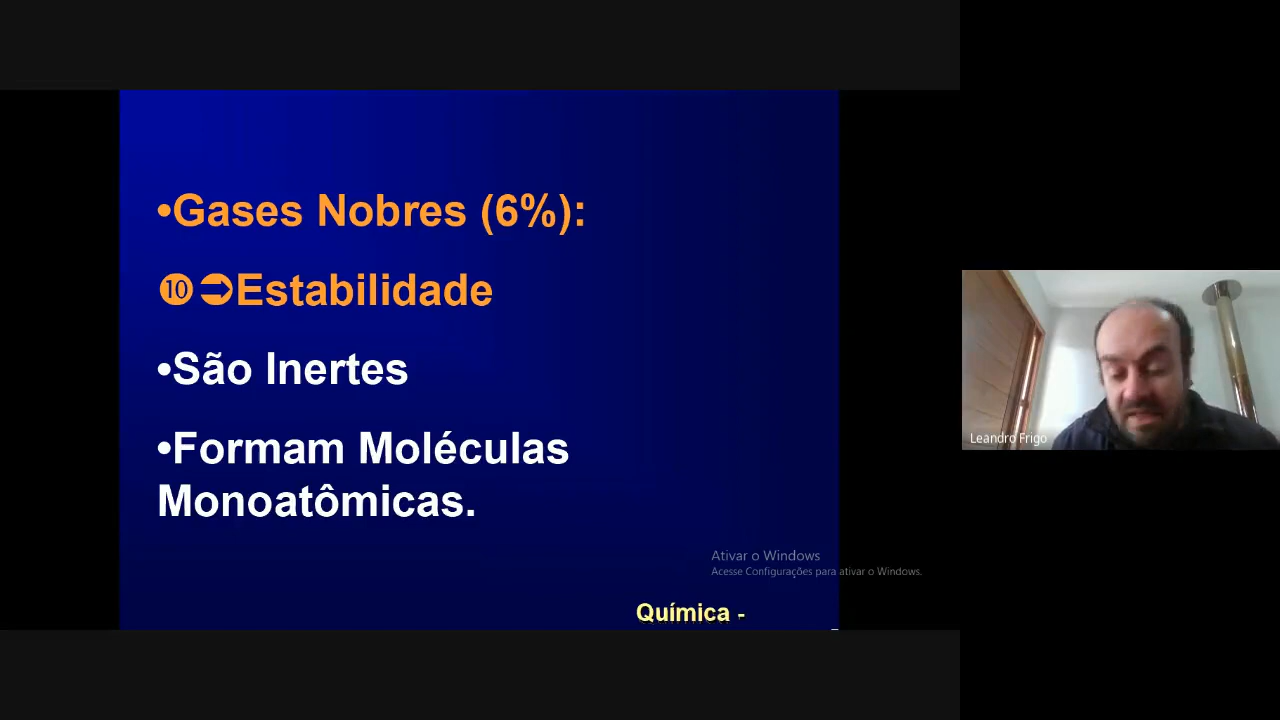 •Gases Nobres (6%):
❿➲Estabilidade
•São Inertes
•Formam Moléculas
Monoatômicas.
Ativar o Windows
Acesse Configurações para ativar o Windows.
Química -
Leandro Frigo